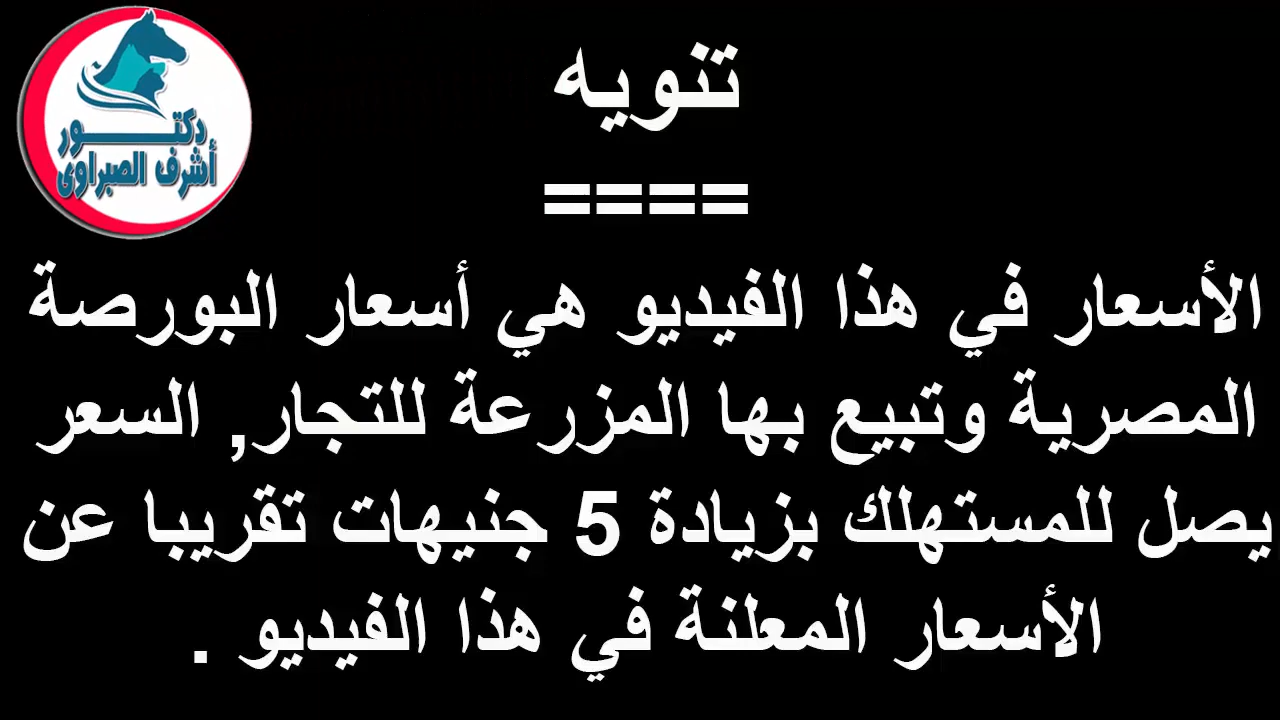 دكتور
أشرف الصبراوى
تنويه
====
الأسعار في هذا الفيديو هي أسعار البورصة
المصرية وتبيع بها المزرعة للتجار, السعر
يصل للمستهلك بزيادة 5 جنيهات تقريبا عن
الأسعار المعلنة في هذا الفيديو .